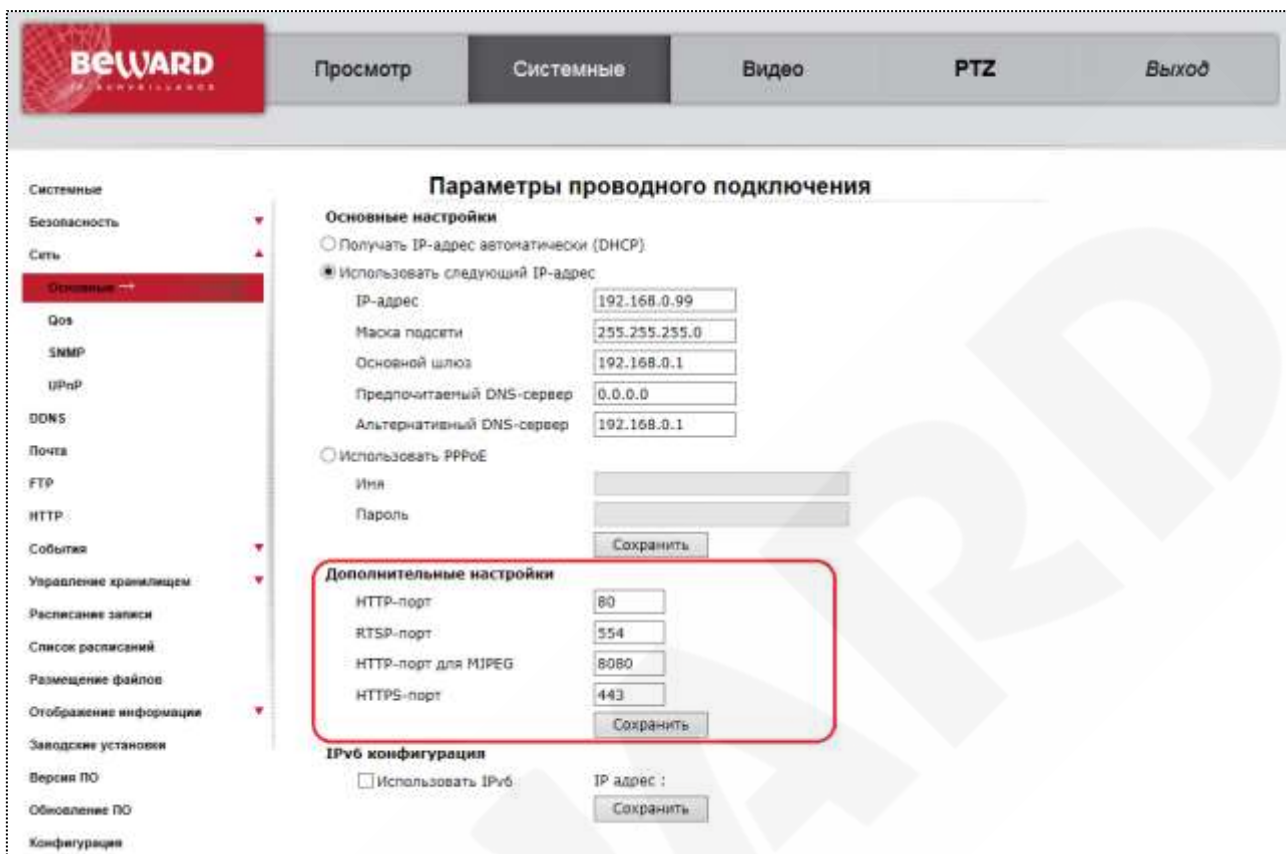 BEWARD
IP SURVEILLANCE
Просмотр
Системные
Видео
PTZ
Выход
Системные
Безопасность
Сеть
Основные →
Qos
SNMP
UPnP
DDNS
Почта
FTP
HTTP
События
Управление хранилищем
Расписание записи
Список расписаний
Размещение файлов
Отображение информации
Заводские установки
Версия ПО
Обновление ПО
Конфигурация
Параметры проводного подключения
Основные настройки
Получать IP-адрес автоматически (DHCP)
Использовать следующий IP-адрес
IP-адрес 192.168.0.99
Маска подсети 255.255.255.0
Основной шлюз 192.168.0.1
Предпочитаемый DNS-сервер 0.0.0.0
Альтернативный DNS-сервер 192.168.0.1
Использовать PPPoE
Имя
Пароль
Сохранить
Дополнительные настройки
HTTP-порт 80
RTSP-порт 554
HTTP-порт для MJPEG 8080
HTTPS-порт 443
Сохранить
IPv6 конфигурация
Использовать IPv6 IP адрес :
Сохранить